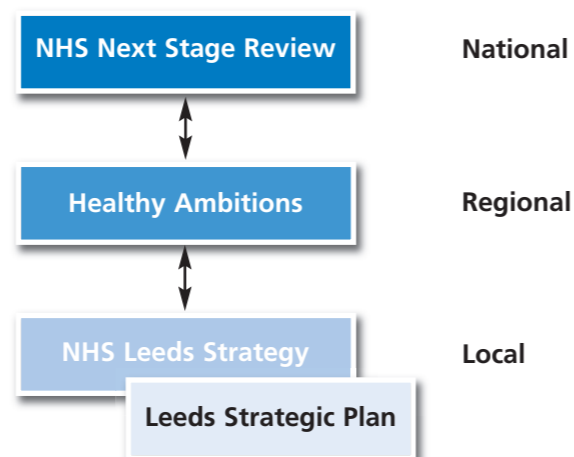 NHS Next Stage Review National
Healthy Ambitions Regional
NHS Leeds Strategy Local
Leeds Strategic Plan